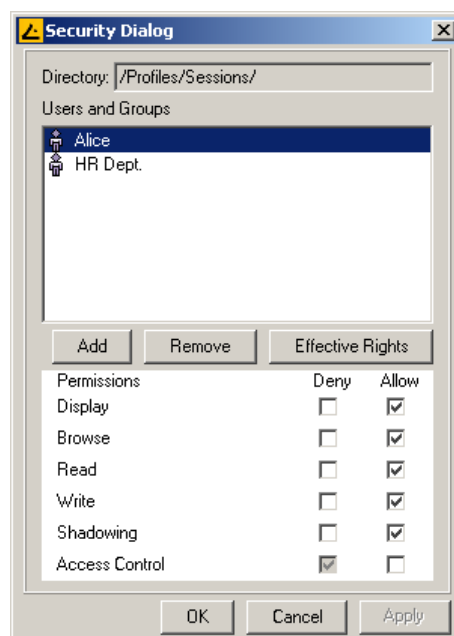 Security Dialog
Directory: /Profiles/Sessions/
Users and Groups
Alice
HR Dept.
Add Remove Effective Rights
Permissions Deny Allow
Display
Browse
Read
Write
Shadowing
Access Control
OK Cancel Apply